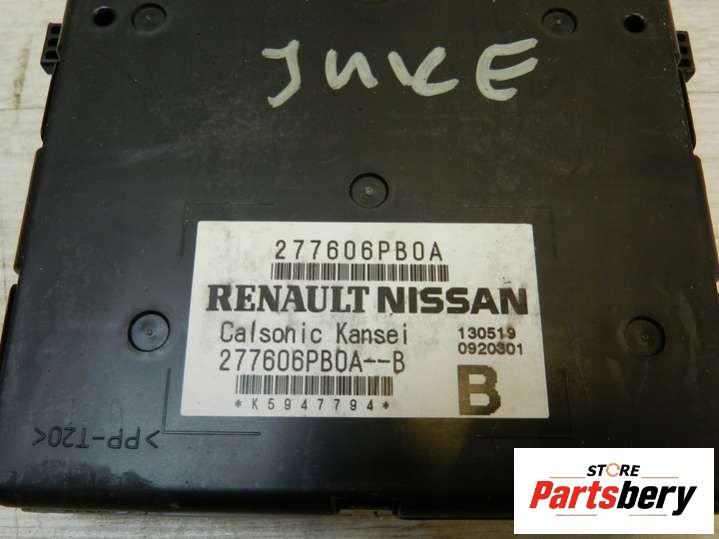 JUKE
277606PB0A
RENAULT NISSAN
Calsonic Kansei 130519
277606PB0A--B 0920301
B
*K5947794*
>PP-T20<
STORE
Partsbery